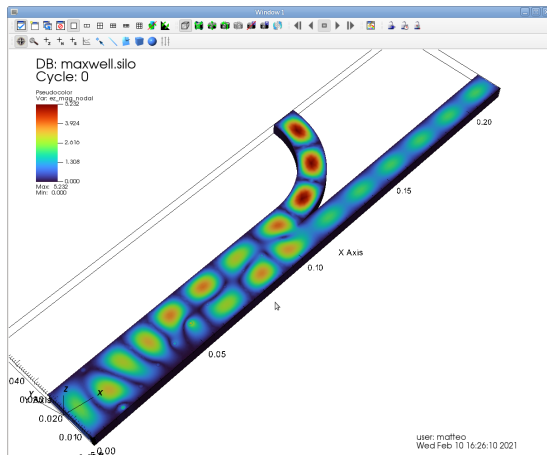 Window 1
DB: maxwell.silo
Cycle: 0
Pseudocolor
Var: ez_mag_nodal
5.232
3.924
2.616
1.308
0.000
Max: 5.232
Min: 0.000
0.20
0.15
X Axis
0.10
0.05
040
Z
X
Y
0.020
0.010
0.00
user: matteo
Wed Feb 10 16:26:10 2021